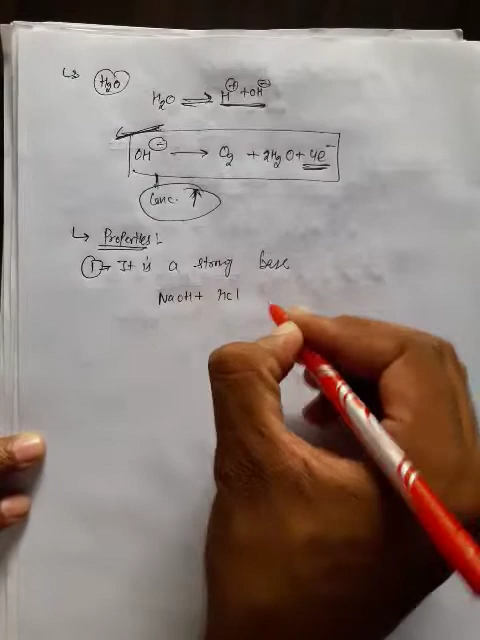 ↳ H₂O
H₂O ⇌ H⁺ + OH⁻
OH⁻ → O₂ + 2H₂O + 4e⁻
Conc. ↑
↳ Properties :
① → It is a strong base
NaOH + HCl